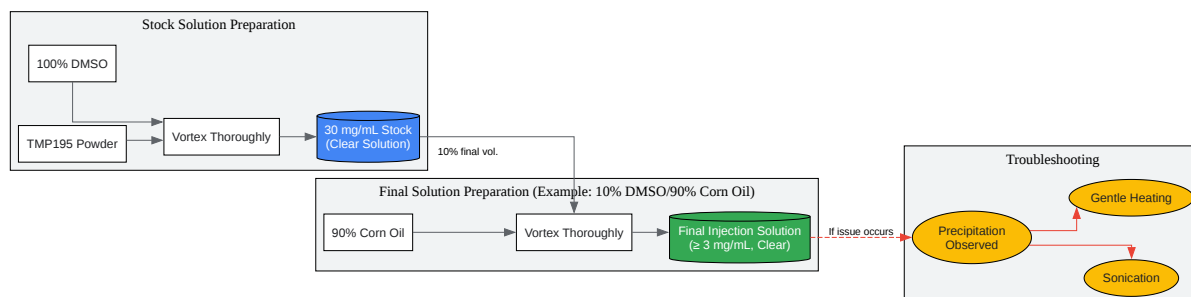 Stock Solution Preparation
100% DMSO
TMP195 Powder
Vortex Thoroughly
30 mg/mL Stock
(Clear Solution)
10% final vol.
Final Solution Preparation (Example: 10% DMSO/90% Corn Oil)
90% Corn Oil
Vortex Thoroughly
Final Injection Solution
(≥ 3 mg/mL, Clear)
If issue occurs
Troubleshooting
Precipitation
Observed
Gentle Heating
Sonication